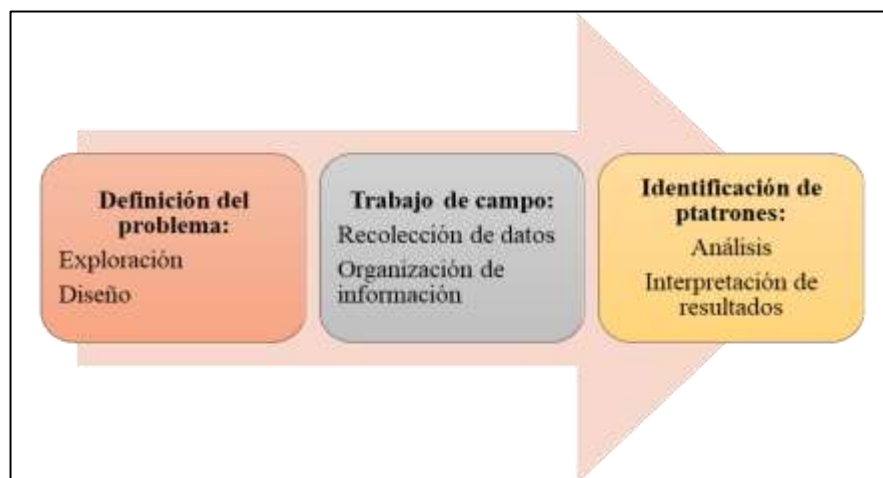 Definición del
problema:
Exploración
Diseño
Trabajo de campo:
Recolección de datos
Organización de
información
Identificación de
ptatrones:
Análisis
Interpretación de
resultados